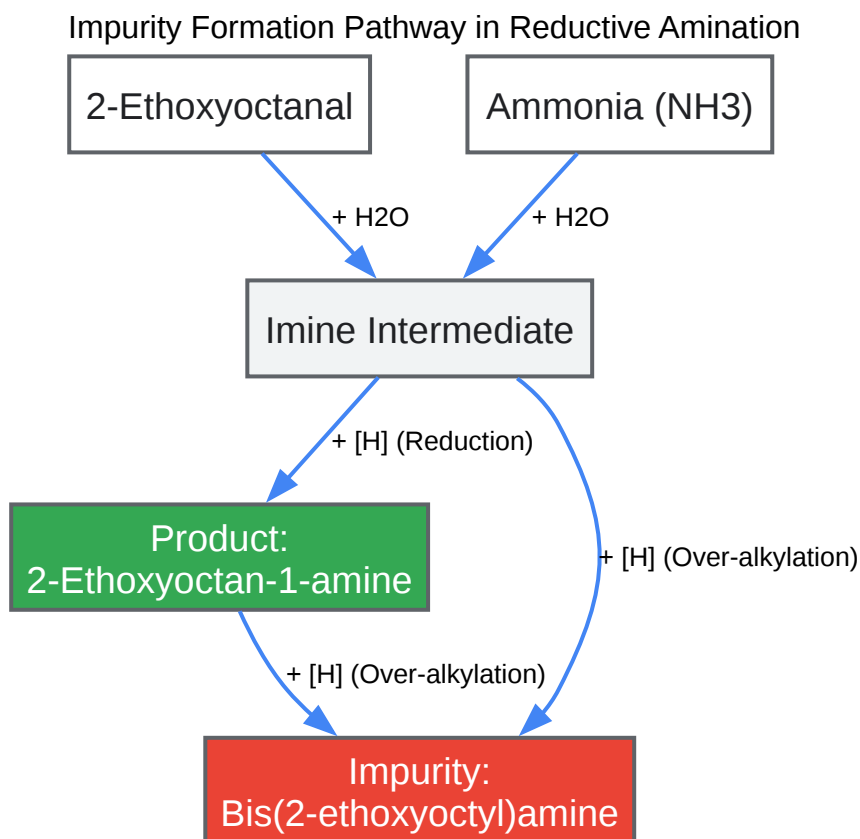 Impurity Formation Pathway in Reductive Amination
2-Ethoxyoctanal
Ammonia (NH3)
+ H2O
+ H2O
Imine Intermediate
+ [H] (Reduction)
Product:
2-Ethoxyoctan-1-amine
+ [H] (Over-alkylation)
+ [H] (Over-alkylation)
Impurity:
Bis(2-ethoxyoctyl)amine